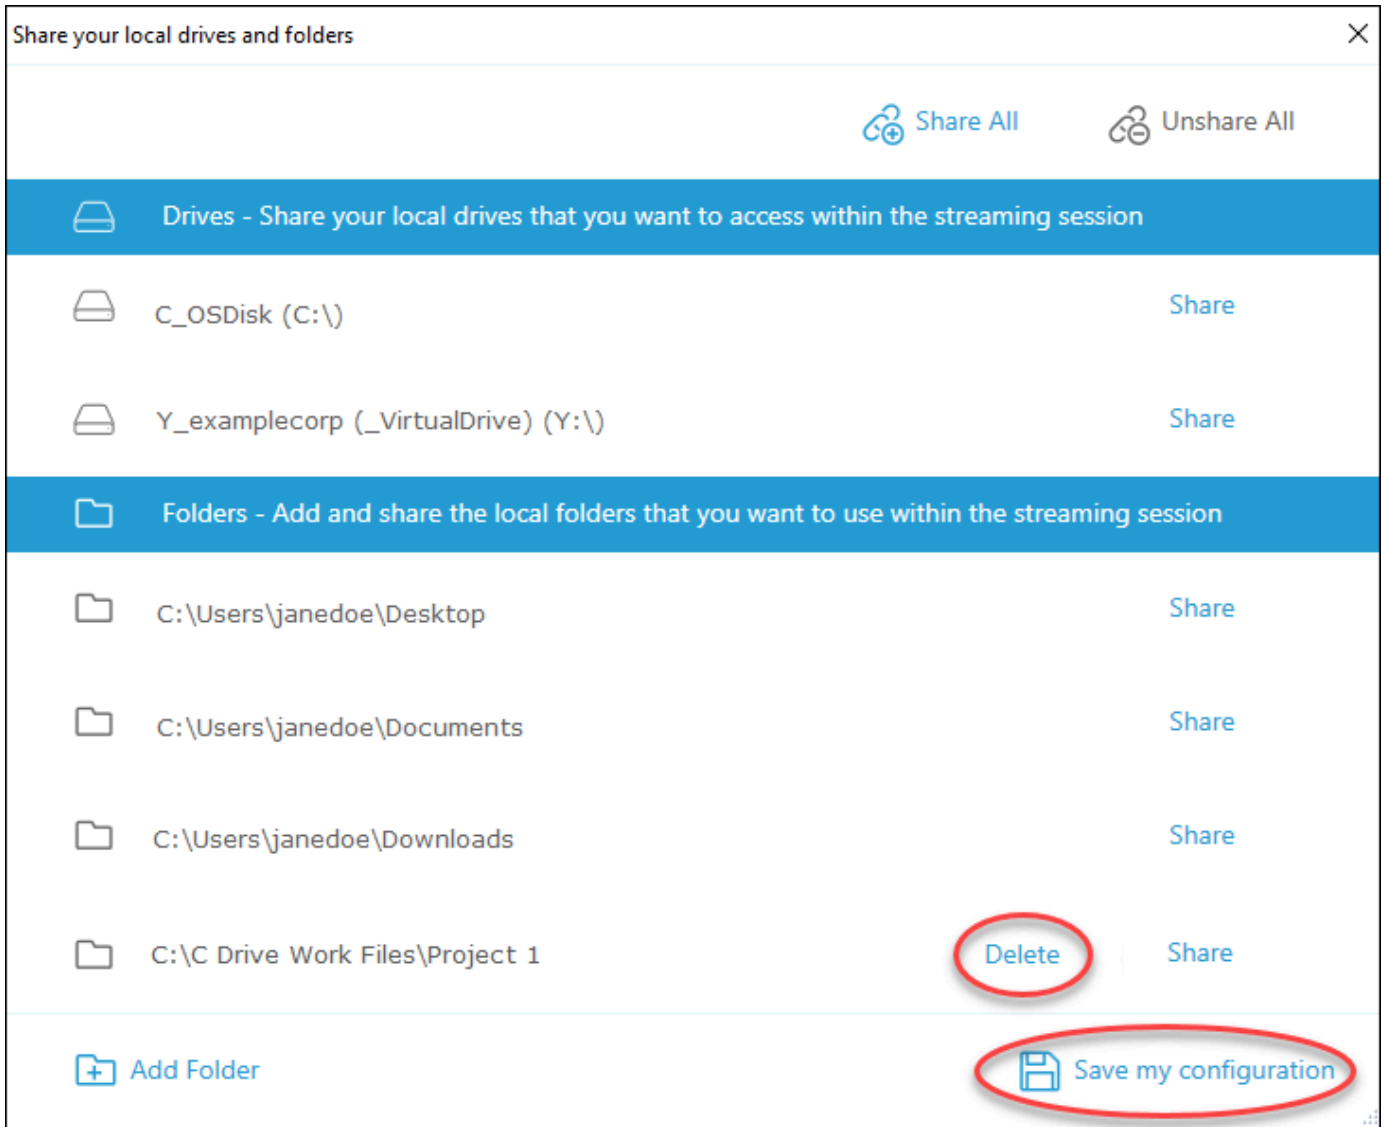 Share your local drives and folders
Share All
Unshare All
Drives - Share your local drives that you want to access within the streaming session
C_OSDisk (C:\)
Share
Y_examplecorp (_VirtualDrive) (Y:\)
Share
Folders - Add and share the local folders that you want to use within the streaming session
C:\Users\janedoe\Desktop
Share
C:\Users\janedoe\Documents
Share
C:\Users\janedoe\Downloads
Share
C:\C Drive Work Files\Project 1
Delete
Share
Add Folder
Save my configuration